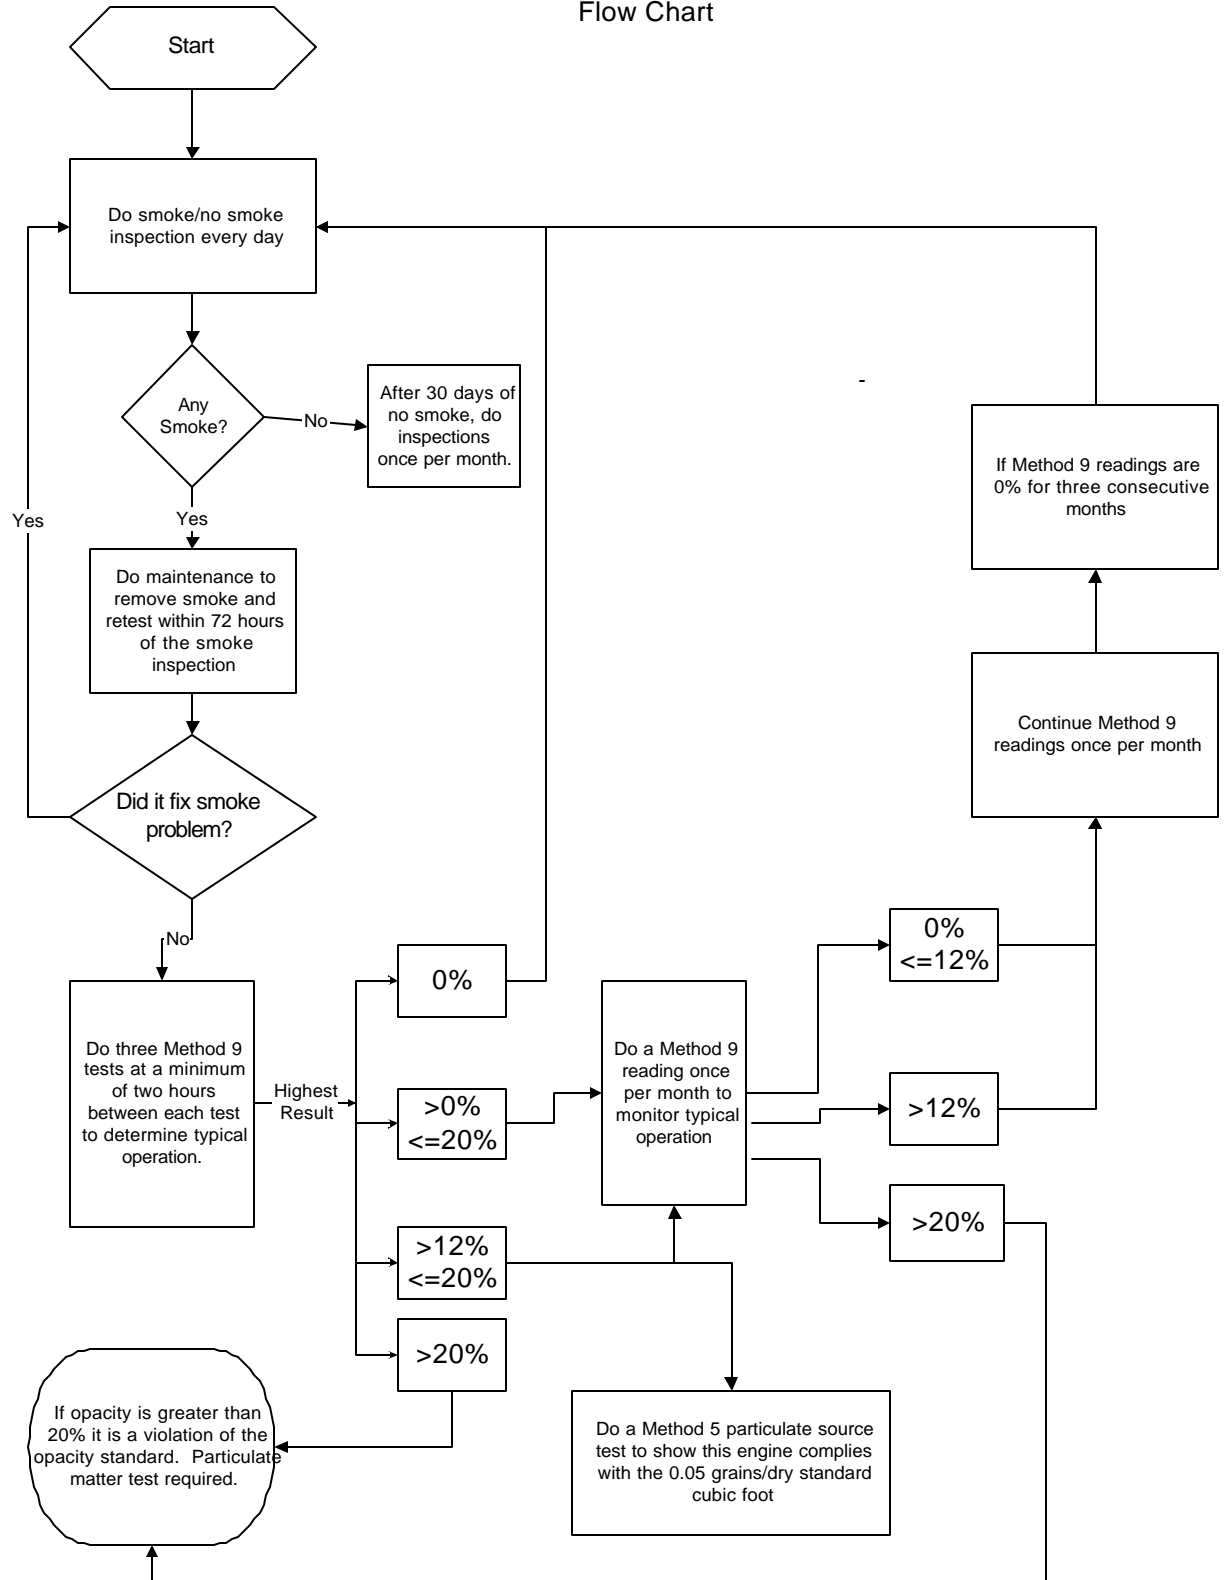 Flow Chart
Start
Do smoke/no smoke
inspection every day
Any
Smoke?
No
After 30 days of
no smoke, do
inspections
once per month.
If Method 9 readings are
0% for three consecutive
months
Yes
Yes
Do maintenance to
remove smoke and
retest within 72 hours
of the smoke
inspection
Continue Method 9
readings once per month
Did it fix smoke
problem?
No
0%
0%
<=12%
Do three Method 9
tests at a minimum
of two hours
between each test
to determine typical
operation.
Highest
Result
>0%
<=20%
Do a Method 9
reading once
per month to
monitor typical
operation
>12%
>12%
<=20%
>20%
>20%
If opacity is greater than
20% it is a violation of the
opacity standard.  Particulate
matter test required.
Do a Method 5 particulate source
test to show this engine complies
with the 0.05 grains/dry standard
cubic foot